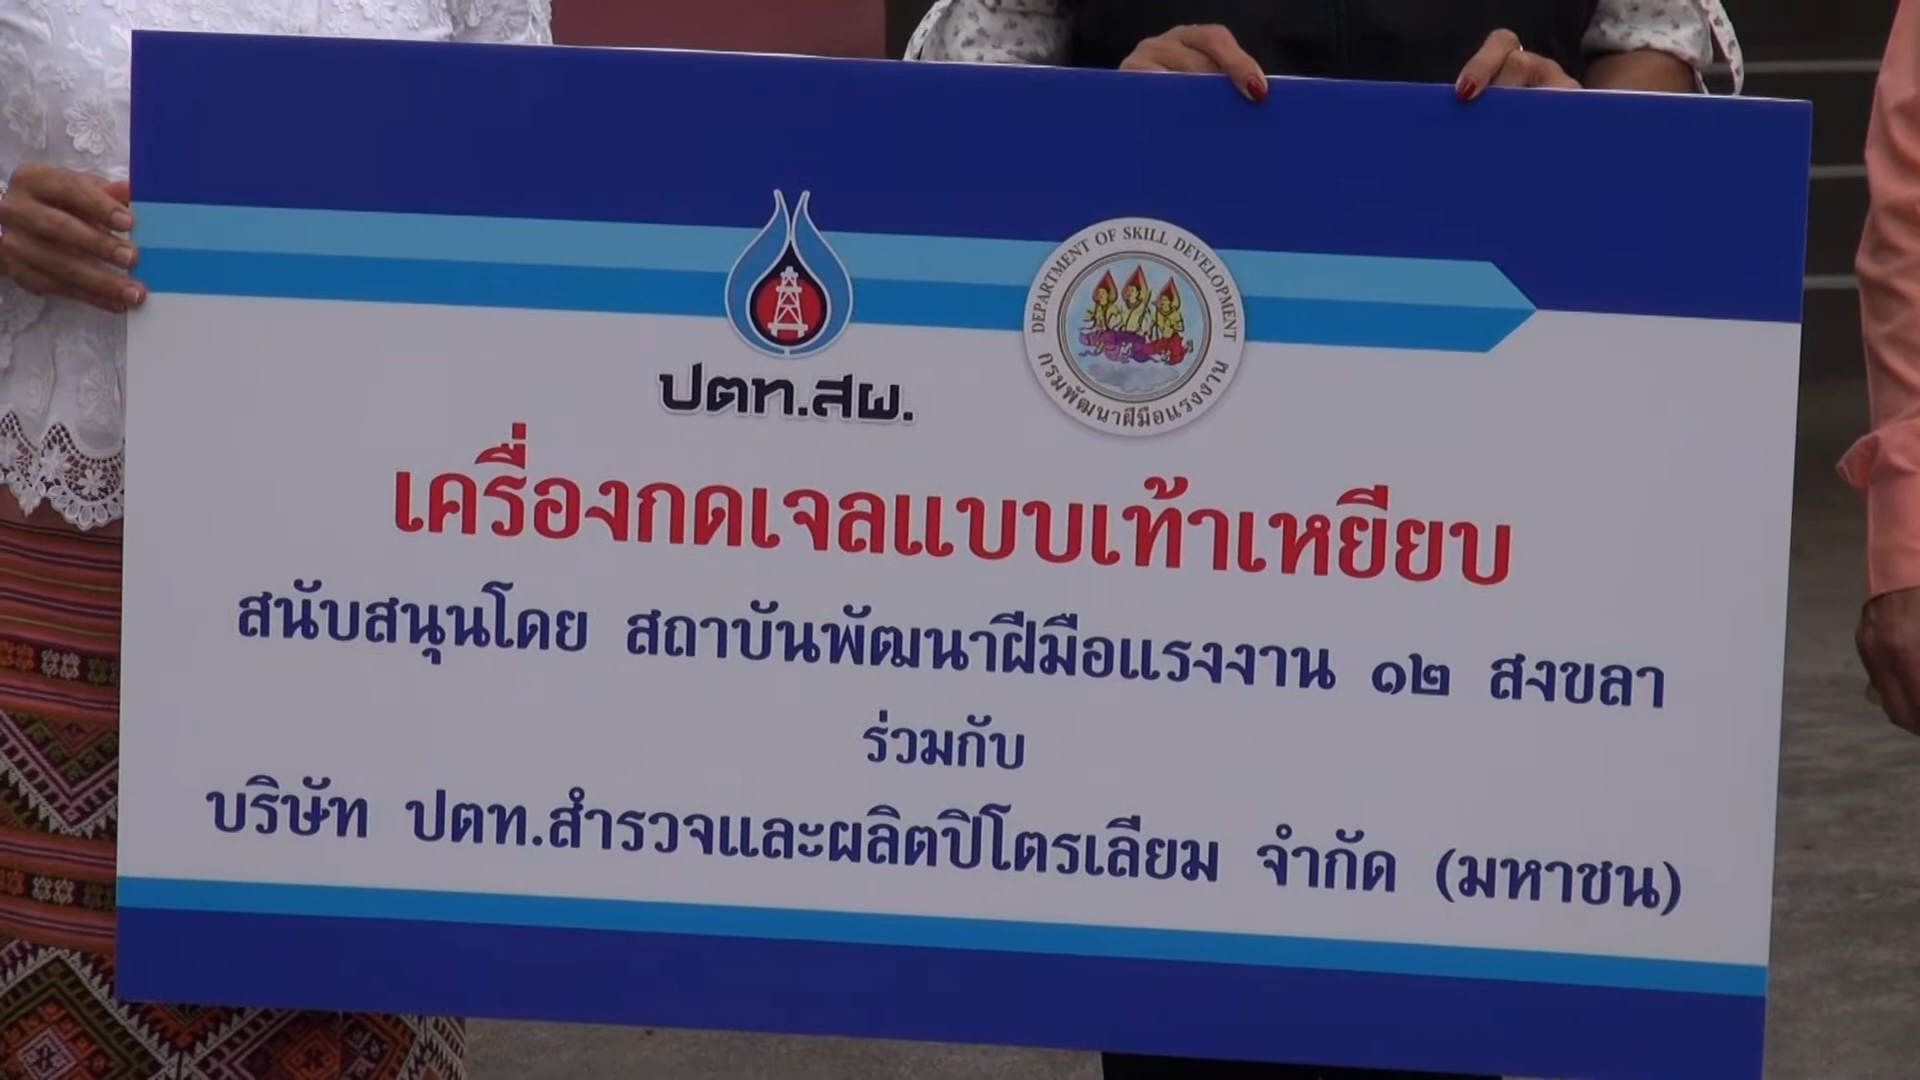 ปตท.สผ.
DEPARTMENT OF SKILL DEVELOPMENT
กรมพัฒนาฝีมือแรงงาน
เครื่องกดเจลแบบเท้าเหยียบ
สนับสนุนโดย สถาบันพัฒนาฝีมือแรงงาน ๑๒ สงขลา
ร่วมกับ
บริษัท ปตท.สำรวจและผลิตปิโตรเลียม จำกัด (มหาชน)